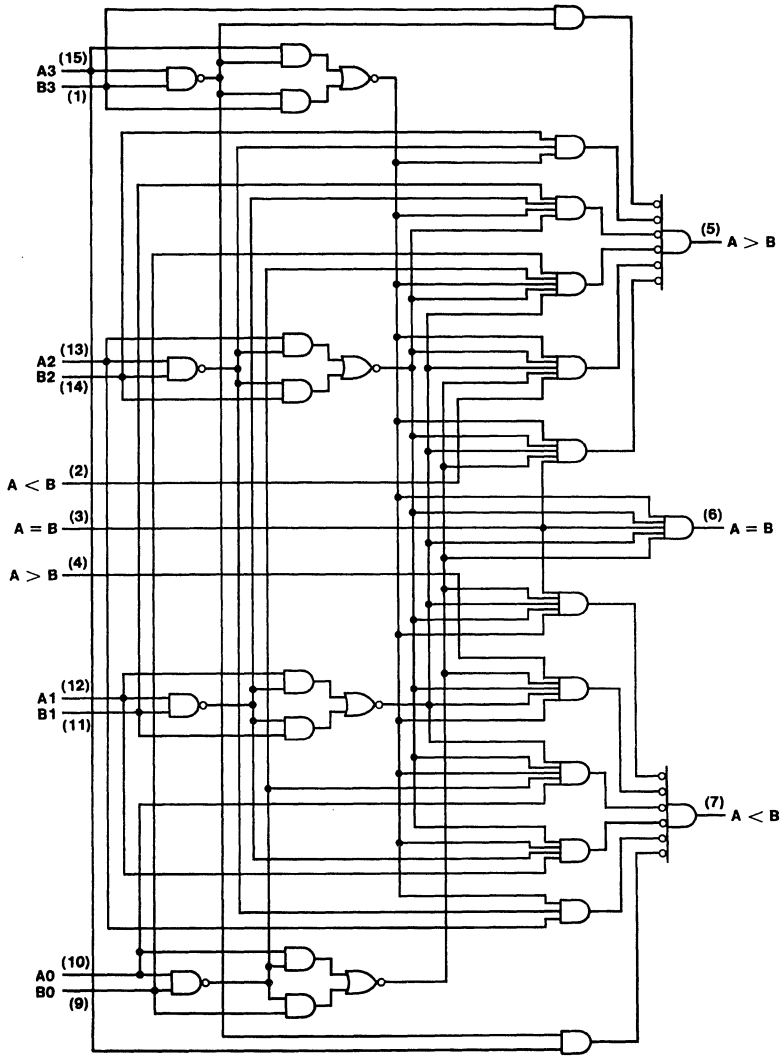 (15)
A3
B3
(1)
(5)
A > B
(13)
A2
B2
(14)
(2)
A < B
(3)
A = B
(6)
A = B
(4)
A > B
(12)
A1
B1
(11)
(7)
A < B
(10)
A0
B0
(9)